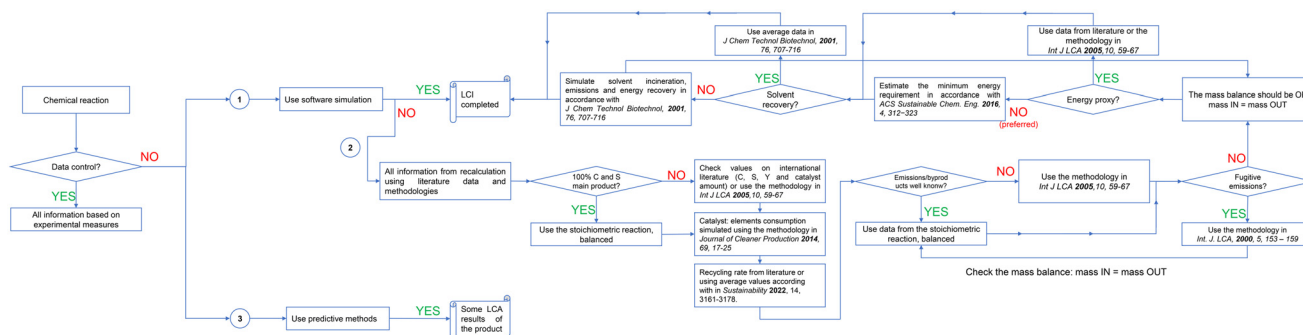 Chemical reaction
Data control?
NO
YES
All information based on
experimental measures
1
Use software simulation
YES
NO
LCI
completed
2
All information from recalculation
using literature data and
methodologies
3
Use predictive methods
YES
Some LCA
results of
the product
Use average data in
J Chem Technol Biotechnol, 2001,
76, 707-716
YES
Simulate solvent incineration,
emissions and energy recovery in
accordance with
J Chem Technol Biotechnol, 2001,
76, 707-716
NO
Solvent
recovery?
Use data from literature or the
methodology in
Int J LCA 2005,10, 59-67
YES
Estimate the minimum energy
requirement in accordance with
ACS Sustainable Chem. Eng. 2016,
4, 312−323
NO
(preferred)
Energy proxy?
The mass balance should be O
mass IN = mass OUT
100% C and S
main product?
NO
YES
Use the stoichiometric reaction,
balanced
Check values on international
literature (C, S, Y and catalyst
amount) or use the methodology in
Int J LCA 2005,10, 59-67
Catalyst: elements consumption
simulated using the methodology in
Journal of Cleaner Production 2014,
69, 17-25
Recycling rate from literature or
using average values according
with in Sustainability 2022, 14,
3161-3178.
Emissions/byprod
ucts well knonw?
NO
YES
Use the methodology in
Int J LCA 2005,10, 59-67
Use data from the stoichiometric
reaction, balanced
NO
Fugitive
emissions?
YES
Use the methodology in
Int. J. LCA, 2000, 5, 153 – 159
Check the mass balance: mass IN = mass OUT